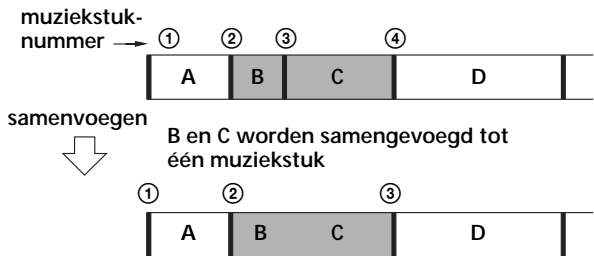 muziekstuk-
nummer → ① ② ③ ④
A B C D
samenvoegen
B en C worden samengevoegd tot
één muziekstuk
① ② ③
A B C D